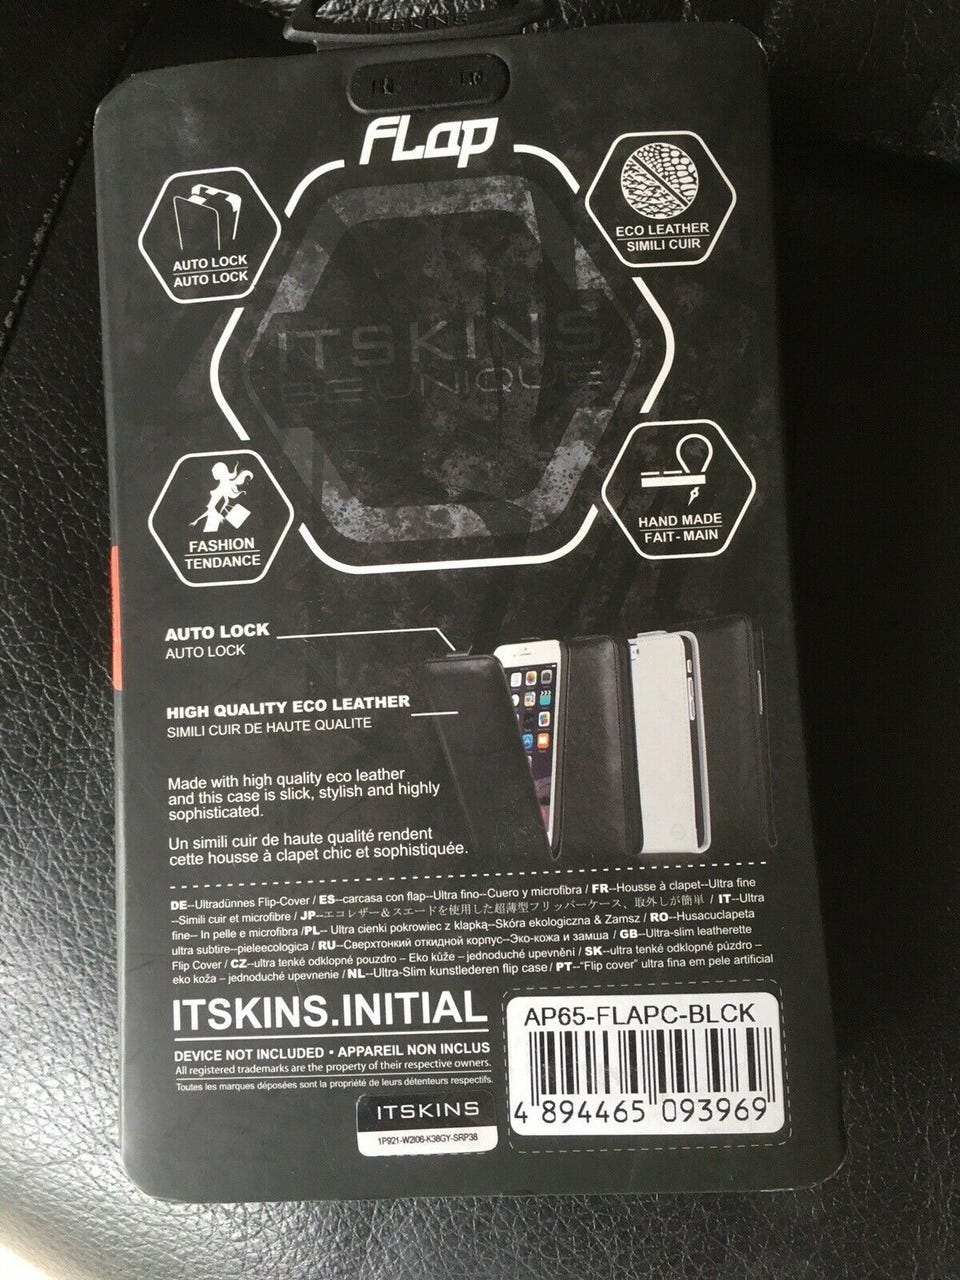 ITSKINS
FLap
AUTO LOCK
AUTO LOCK
ECO LEATHER
SIMILI CUIR
ITSKINS
BE UNIQUE
FASHION
TENDANCE
HAND MADE
FAIT-MAIN
AUTO LOCK
AUTO LOCK
HIGH QUALITY ECO LEATHER
SIMILI CUIR DE HAUTE QUALITE
Made with high quality eco leather
and this case is slick, stylish and highly
sophisticated.
Un simili cuir de haute qualité rendent
cette housse à clapet chic et sophistiquée.
DE--Ultradünnes Flip-Cover / ES--carcasa con flap--Ultra fino--Cuero y microfibra / FR--Housse à clapet--Ultra fine
--Simili cuir et microfibre / JP--エコレザー＆スエードを使用した超薄型フリッパーケース、取外しが簡単 / IT--Ultra
fine-- In pelle e microfibra /PL-- Ultra cienki pokrowiec z klapką--Skóra ekologiczna & Zamsz / RO--Husacuclapeta
ultra subtire--pieleecologica / RU--Сверхтонкий откидной корпус--Эко-кожа и замша / GB--Ultra-slim leatherette
Flip Cover / CZ--ultra tenké odklopné pouzdro – Eko kůže – jednoduché upevnění / SK--ultra tenké odklopné púzdro –
eko koža – jednoduché upevnenie / NL--Ultra-Slim kunstlederen flip case / PT--"Flip cover" ultra fina em pele artificial
ITSKINS.INITIAL
DEVICE NOT INCLUDED • APPAREIL NON INCLUS
All registered trademarks are the property of their respective owners.
Toutes les marques déposées sont la propriété de leurs détenteurs respectifs.
ITSKINS
1P921-W2I06-K38GY-SRP38
AP65-FLAPC-BLCK
4 894465 093969